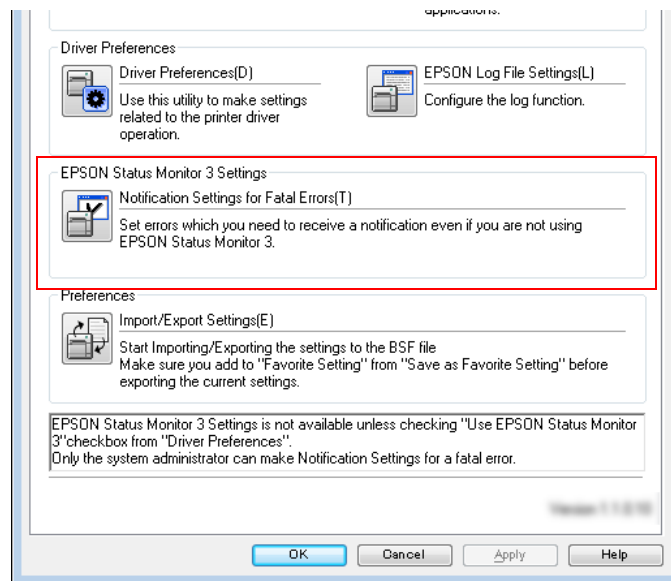 applications.
Driver Preferences
Driver Preferences(D)
Use this utility to make settings
related to the printer driver
operation.
EPSON Log File Settings(L)
Configure the log function.
EPSON Status Monitor 3 Settings
Notification Settings for Fatal Errors(T)
Set errors which you need to receive a notification even if you are not using
EPSON Status Monitor 3.
Preferences
Import/Export Settings(E)
Start Importing/Exporting the settings to the BSF file
Make sure you add to "Favorite Setting" from "Save as Favorite Setting" before
exporting the current settings.
EPSON Status Monitor 3 Settings is not available unless checking "Use EPSON Status Monitor
3"checkbox from "Driver Preferences".
Only the system administrator can make Notification Settings for a fatal error.
OK
Cancel
Apply
Help